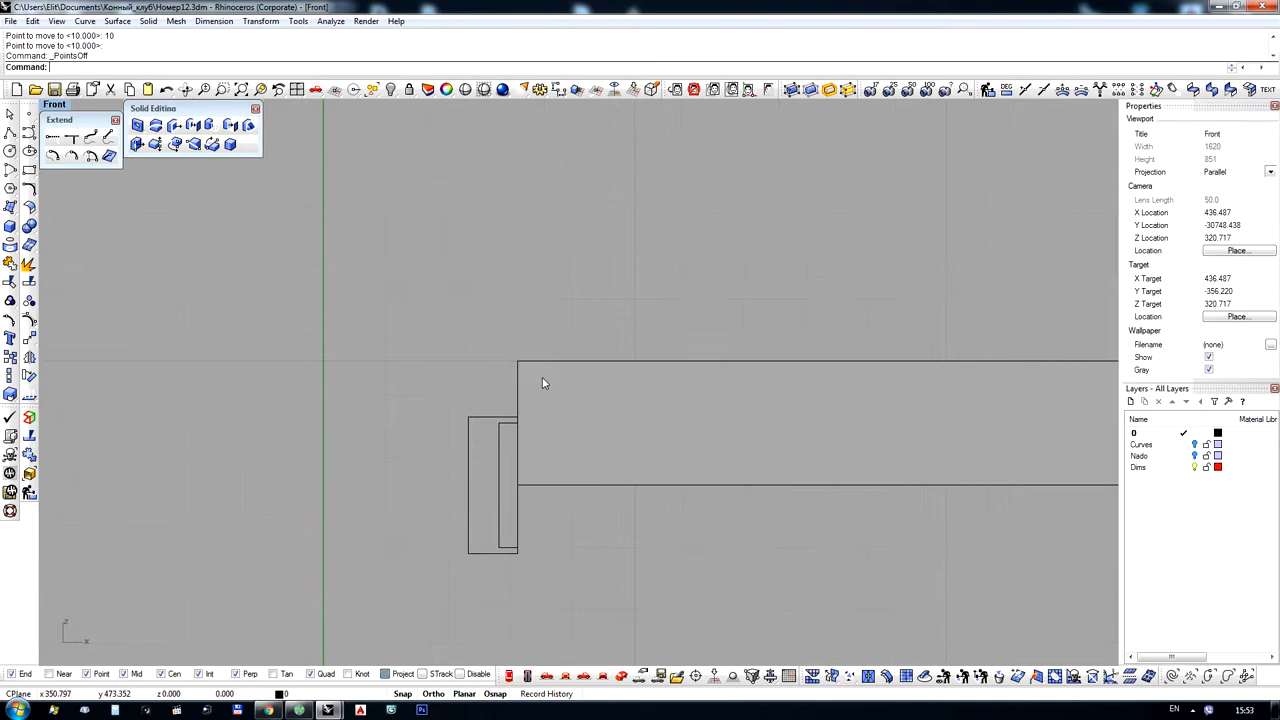 C:\Users\Elit\Documents\Конный_клуб\Номер12.3dm - Rhinoceros (Corporate) - [Front]
File Edit View Curve Surface Solid Mesh Dimension Transform Tools Analyze Render Help
Point to move to <10.000>: 10
Point to move to <10.000>:
Command: _PointsOff
Command:
TEXT
Front
Extend
Solid Editing
Properties
Viewport
Title Front
Width 1620
Height 851
Projection Parallel
Camera
Lens Length 50.0
X Location 436.487
Y Location -30748.438
Z Location 320.717
Location Place...
Target
X Target 436.487
Y Target -356.220
Z Target 320.717
Location Place...
Wallpaper
Filename (none) ...
Show
Gray
Layers - All Layers
Name Material Libr
0
Curves
Nado
Dims
z
x
End Near Point Mid Cen Int Perp Tan Quad Knot Project STrack Disable
CPlane x 350.797 y 473.352 z 0.000 0.000 0 Snap Ortho Planar Osnap Record History
EN 15:53